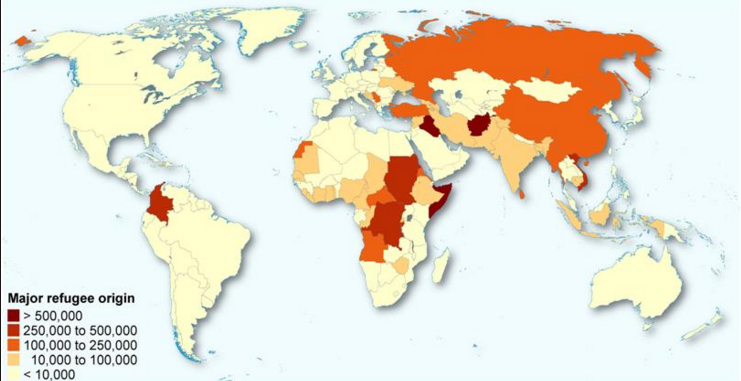 Major refugee origin
> 500,000
250,000 to 500,000
100,000 to 250,000
10,000 to 100,000
< 10,000